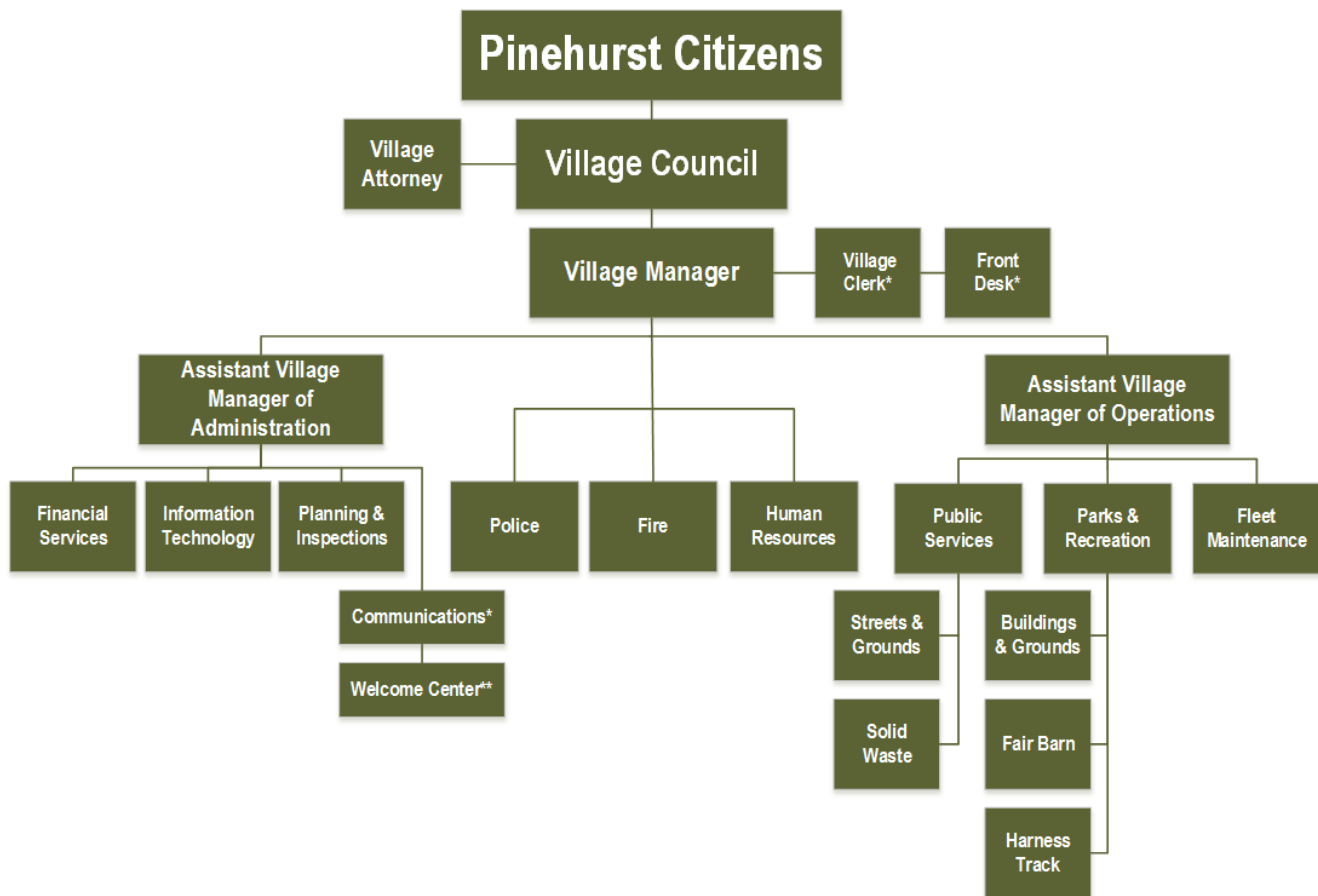 Pinehurst Citizens
Village
Attorney
Village Council
Village Manager
Village
Clerk*
Front
Desk*
Assistant Village
Manager of
Administration
Assistant Village
Manager of Operations
Financial
Services
Information
Technology
Planning &
Inspections
Police
Fire
Human
Resources
Public
Services
Parks &
Recreation
Fleet
Maintenance
Communications*
Welcome Center**
Streets &
Grounds
Buildings
& Grounds
Solid
Waste
Fair Barn
Harness
Track